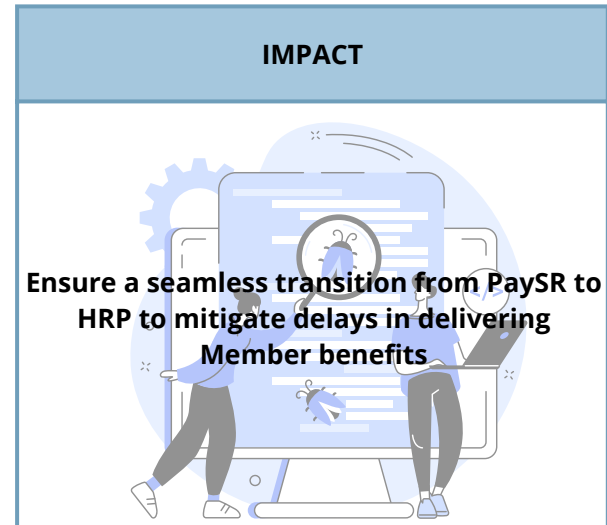 IMPACT
Ensure a seamless transition from PaySR to
HRP to mitigate delays in delivering
Member benefits
</>